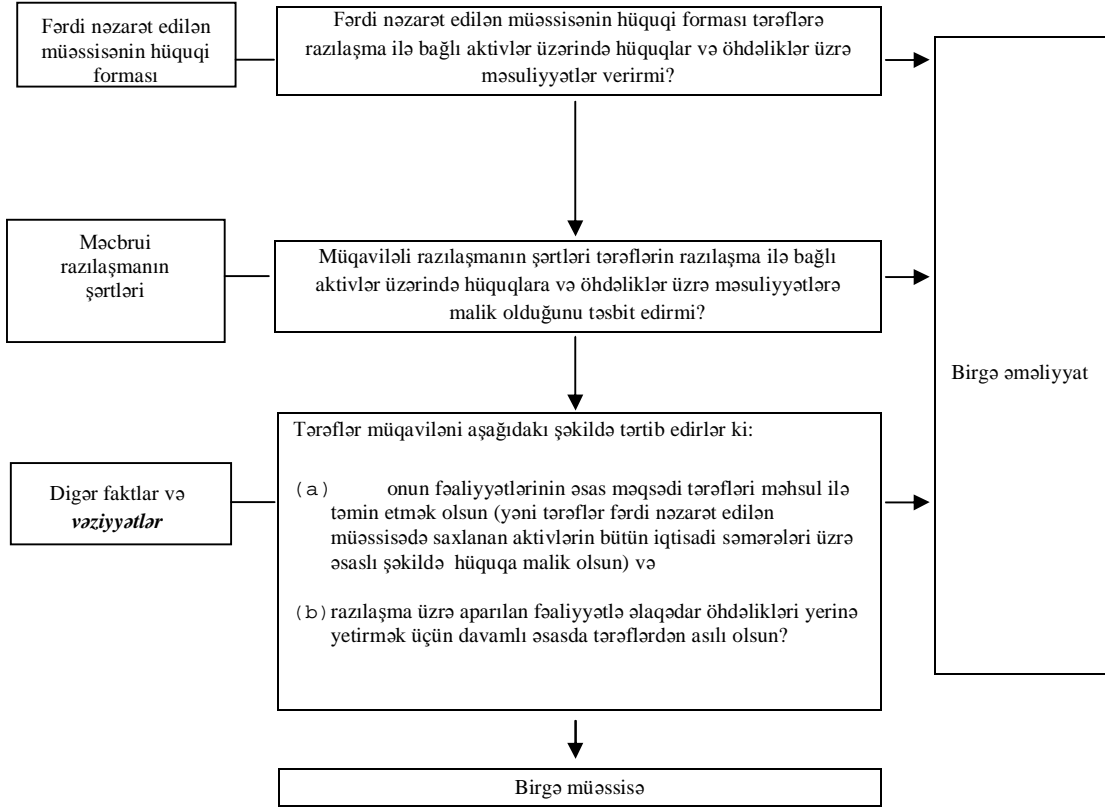 Fərdi nəzarət edilən
müəssisənin hüquqi
forması
Fərdi nəzarət edilən müəssisənin hüquqi forması tərəflərə
razılaşma ilə bağlı aktivlər üzərində hüquqlar və öhdəliklər üzrə
məsuliyyətlər verirmi?
Məcbrui
razılaşmanın
şərtləri
Müqaviləli razılaşmanın şərtləri tərəflərin razılaşma ilə bağlı
aktivlər üzərində hüquqlara və öhdəliklər üzrə məsuliyyətlərə
malik olduğunu təsbit edirmi?
Birgə əməliyyat
Digər faktlar və
vəziyyətlər
Tərəflər müqaviləni aşağıdakı şəkildə tərtib edirlər ki:
(a) onun fəaliyyətlərinin əsas məqsədi tərəfləri məhsul ilə
təmin etmək olsun (yəni tərəflər fərdi nəzarət edilən
müəssisədə saxlanan aktivlərin bütün iqtisadi səmərələri üzrə
əsaslı şəkildə hüquqa malik olsun) və
(b) razılaşma üzrə aparılan fəaliyyətlə əlaqədar öhdəlikləri yerinə
yetirmək üçün davamlı əsasda tərəflərdən asılı olsun?
Birgə müəssisə